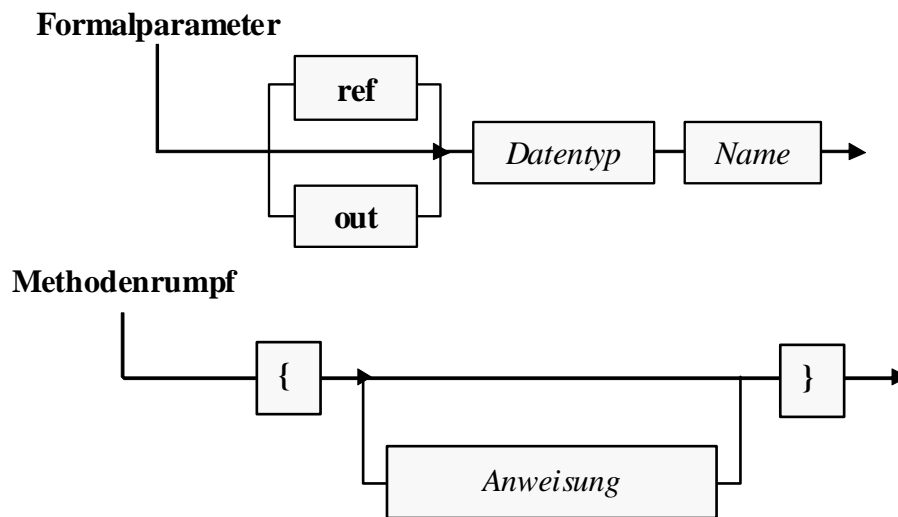 Formalparameter
ref
Datentyp Name
out
Methodenrumpf
{ }
Anweisung